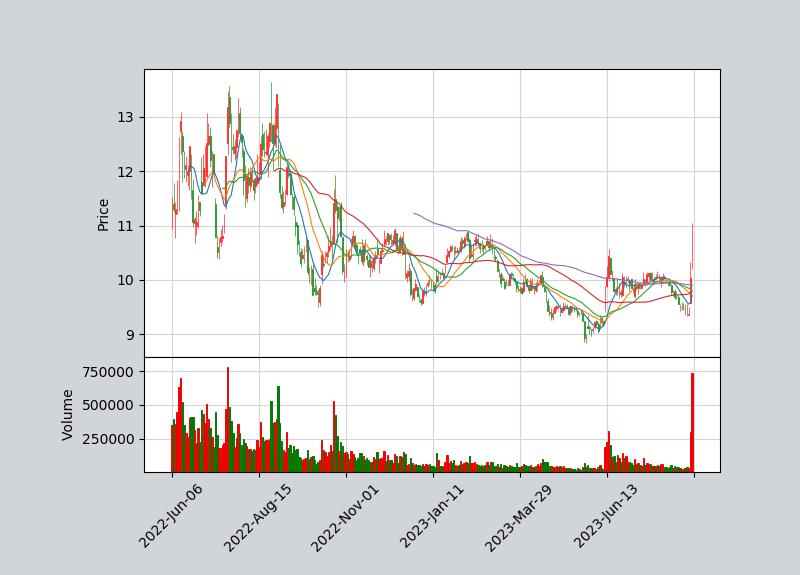 13
12
11
10
9
Price
750000
500000
250000
Volume
2022-Jun-06
2022-Aug-15
2022-Nov-01
2023-Jan-11
2023-Mar-29
2023-Jun-13